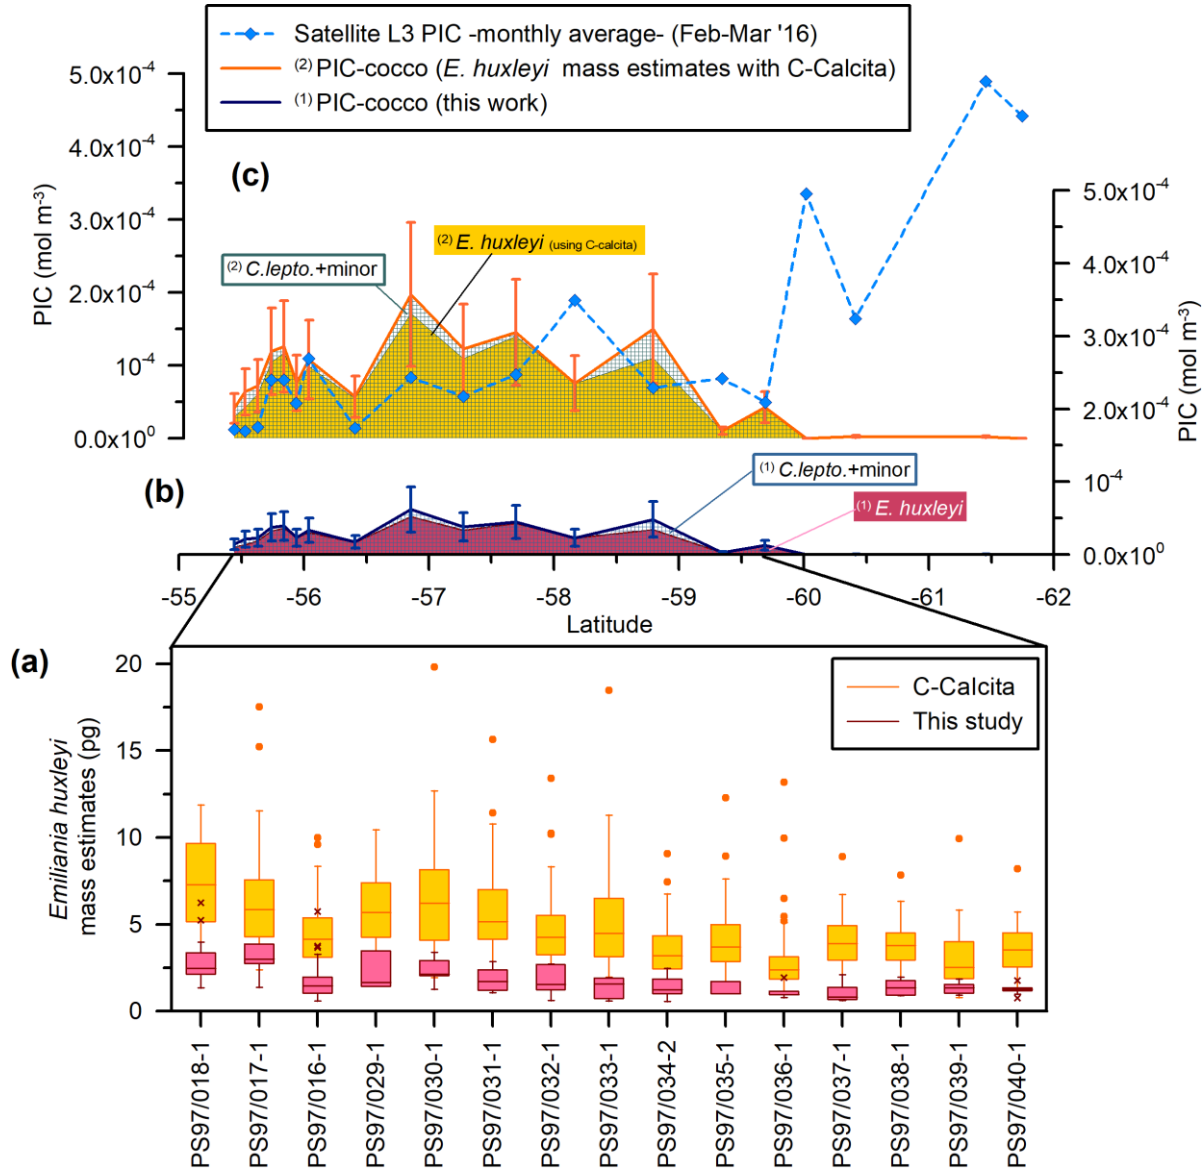 Satellite L3 PIC -monthly average- (Feb-Mar '16)
(2) PIC-cocco (E. huxleyi mass estimates with C-Calcita)
(1) PIC-cocco (this work)
5.0x10-4
4.0x10-4
3.0x10-4
2.0x10-4
10-4
0.0x100
PIC (mol m-3)
(c)
(2) C.lepto.+minor
(2) E. huxleyi (using C-calcita)
5.0x10-4
4.0x10-4
3.0x10-4
2.0x10-4
10-4
0.0x100
PIC (mol m-3)
(b)
(1) C.lepto.+minor
(1) E. huxleyi
-55 -56 -57 -58 -59 -60 -61 -62
Latitude
(a)
C-Calcita
This study
Emiliania huxleyi
mass estimates (pg)
20
15
10
5
0
PS97/018-1
PS97/017-1
PS97/016-1
PS97/029-1
PS97/030-1
PS97/031-1
PS97/032-1
PS97/033-1
PS97/034-2
PS97/035-1
PS97/036-1
PS97/037-1
PS97/038-1
PS97/039-1
PS97/040-1